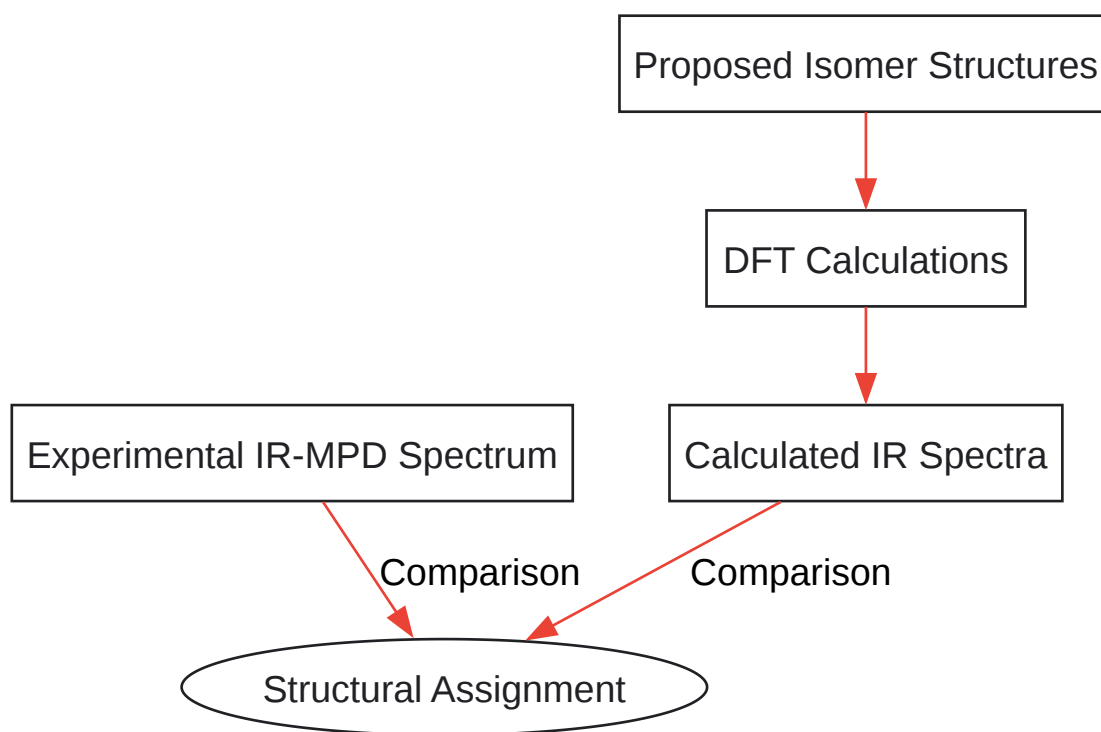 Proposed Isomer Structures
DFT Calculations
Experimental IR-MPD Spectrum
Calculated IR Spectra
Comparison
Comparison
Structural Assignment